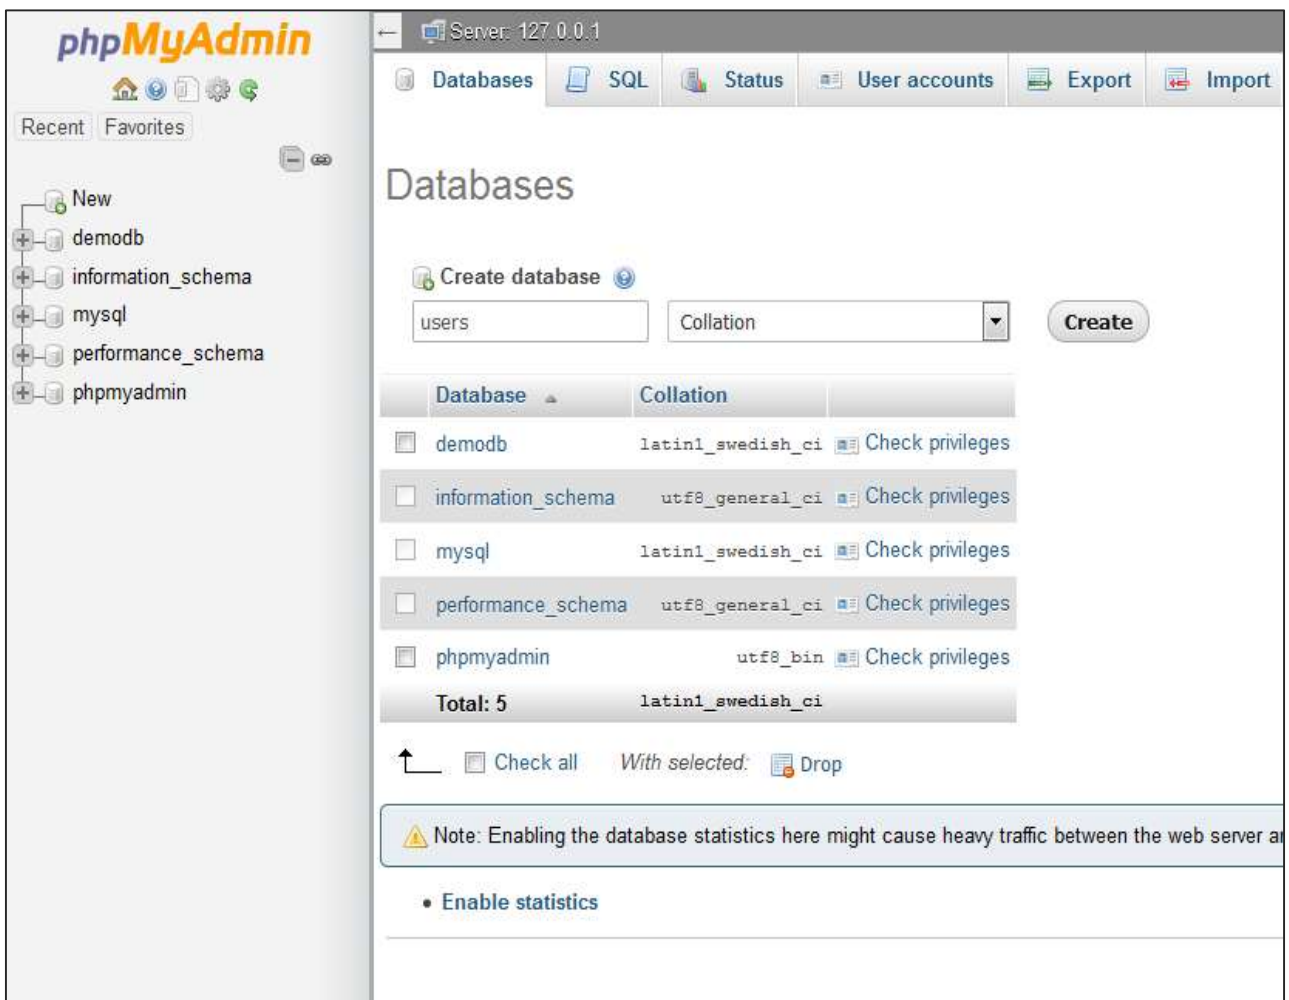 phpMyAdmin
Recent Favorites
New
demodb
information_schema
mysql
performance_schema
phpmyadmin
← Server: 127.0.0.1
Databases SQL Status User accounts Export Import
Databases
Create database
users Collation Create
Database Collation
demodb latin1_swedish_ci Check privileges
information_schema utf8_general_ci Check privileges
mysql latin1_swedish_ci Check privileges
performance_schema utf8_general_ci Check privileges
phpmyadmin utf8_bin Check privileges
Total: 5 latin1_swedish_ci
Check all With selected: Drop
Note: Enabling the database statistics here might cause heavy traffic between the web server
• Enable statistics